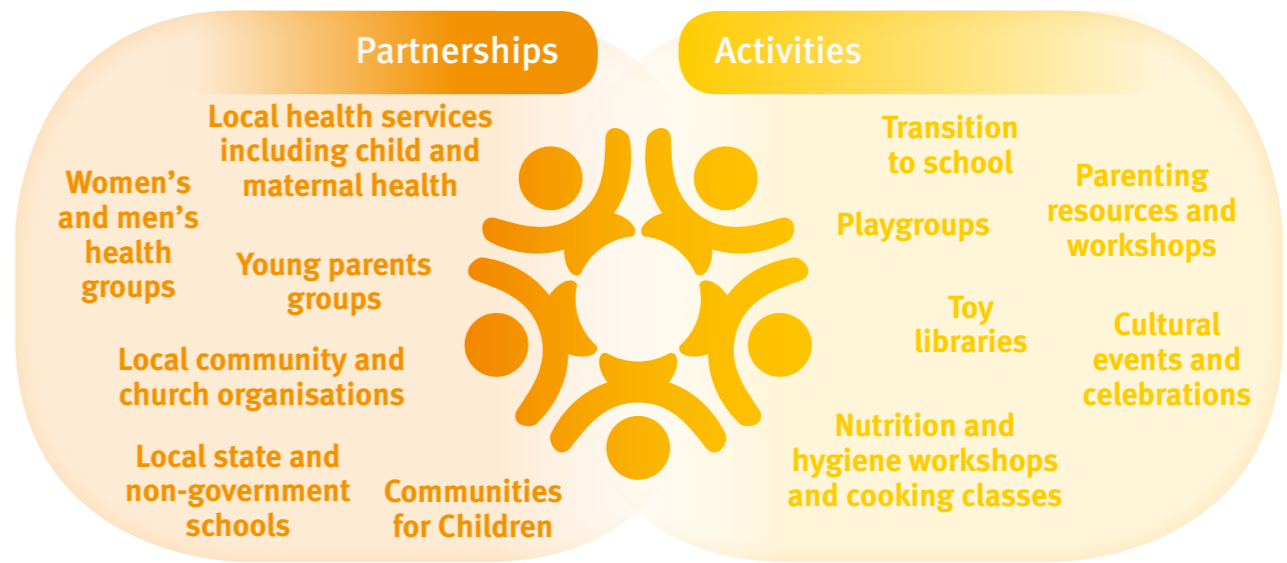 Partnerships
Local health services
including child and
maternal health
Women’s
and men’s
health
groups
Young parents
groups
Local community and
church organisations
Local state and
non-government
schools
Communities
for Children
Activities
Transition
to school
Parenting
resources and
workshops
Playgroups
Toy
libraries
Cultural
events and
celebrations
Nutrition and
hygiene workshops
and cooking classes